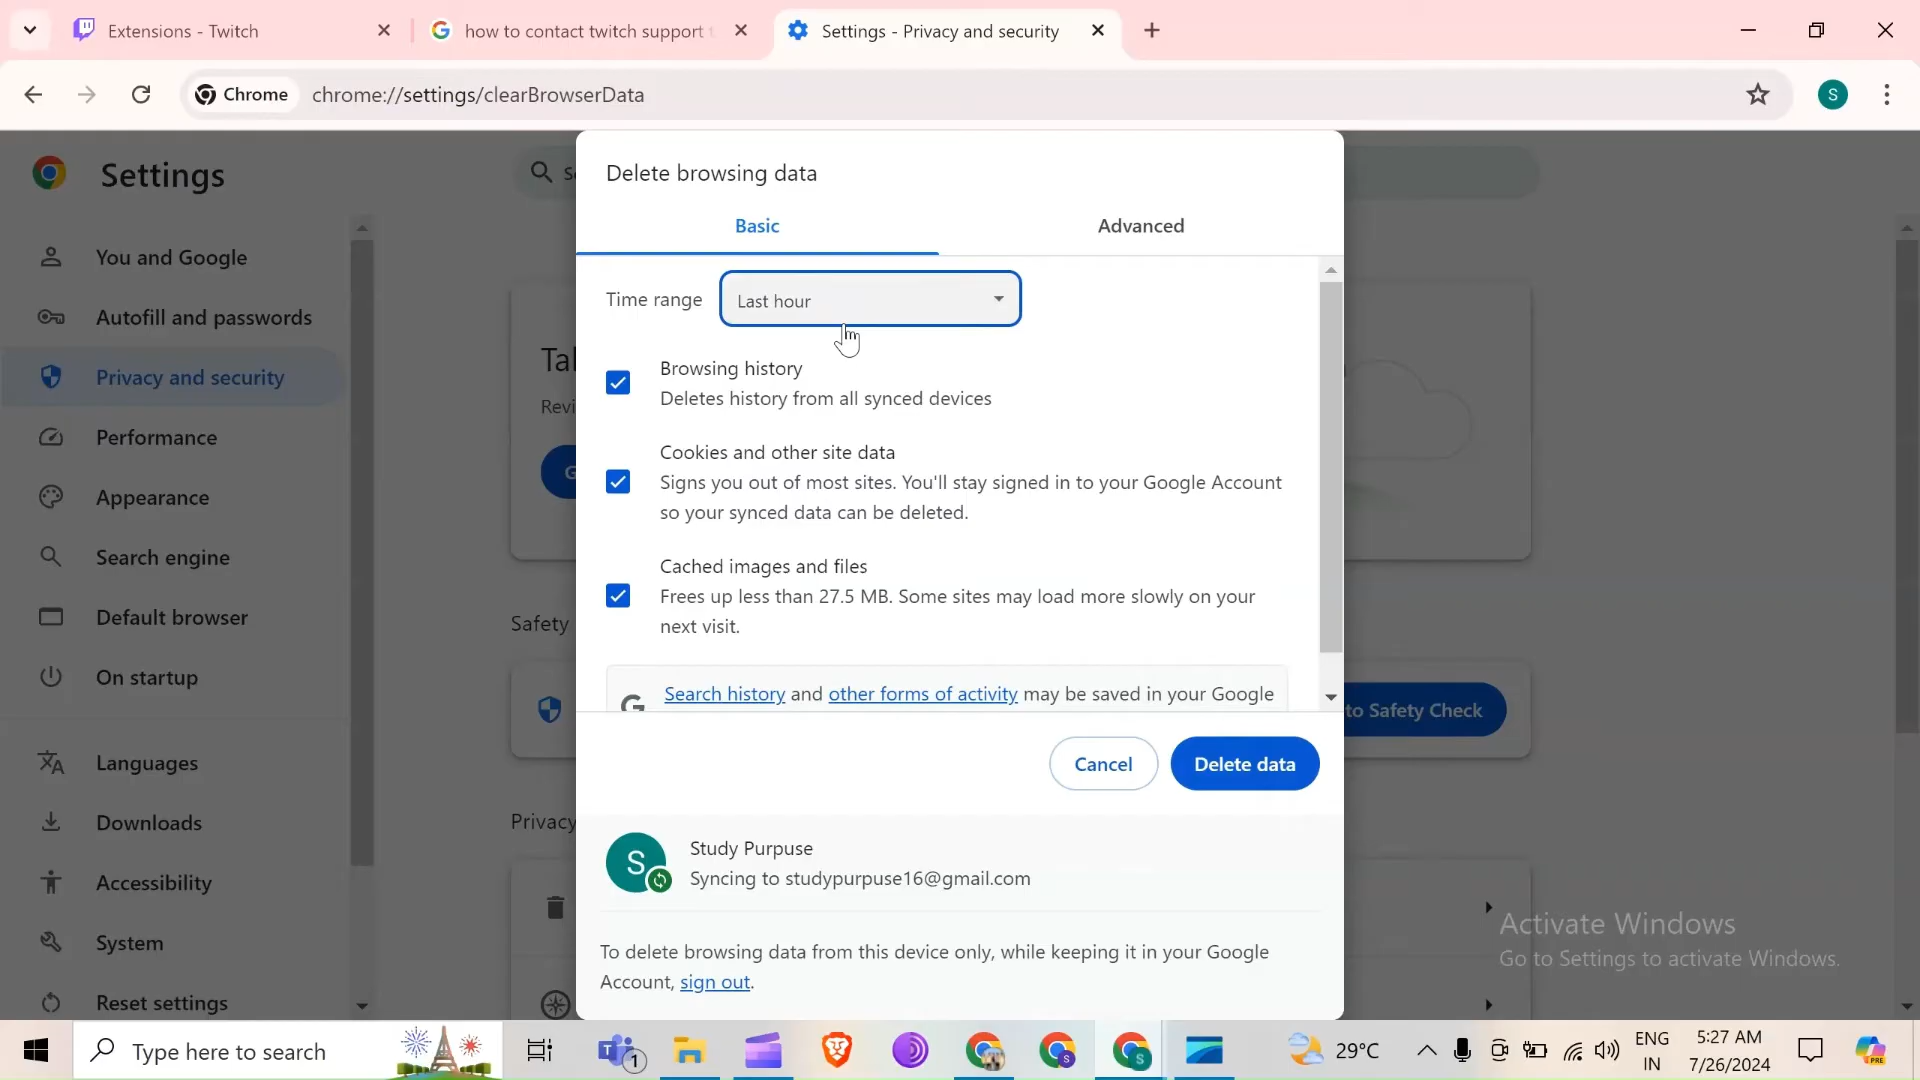 Extensions - Twitch
how to contact twitch support
Settings - Privacy and security
Chrome
chrome://settings/clearBrowserData
S
Settings
You and Google
Autofill and passwords
Privacy and security
Performance
Appearance
Search engine
Default browser
On startup
Languages
Downloads
Accessibility
System
Reset settings
Safety
Privacy
to Safety Check
Delete browsing data
Basic
Advanced
Time range
Last hour
Browsing history
Deletes history from all synced devices
Cookies and other site data
Signs you out of most sites. You'll stay signed in to your Google Account
so your synced data can be deleted.
Cached images and files
Frees up less than 27.5 MB. Some sites may load more slowly on your
next visit.
Search history and other forms of activity may be saved in your Google
Cancel
Delete data
S
Study Purpuse
Syncing to studypurpuse16@gmail.com
To delete browsing data from this device only, while keeping it in your Google
Account, sign out.
Activate Windows
Go to Settings to activate Windows.
Type here to search
1
29°C
ENG
IN
5:27 AM
7/26/2024